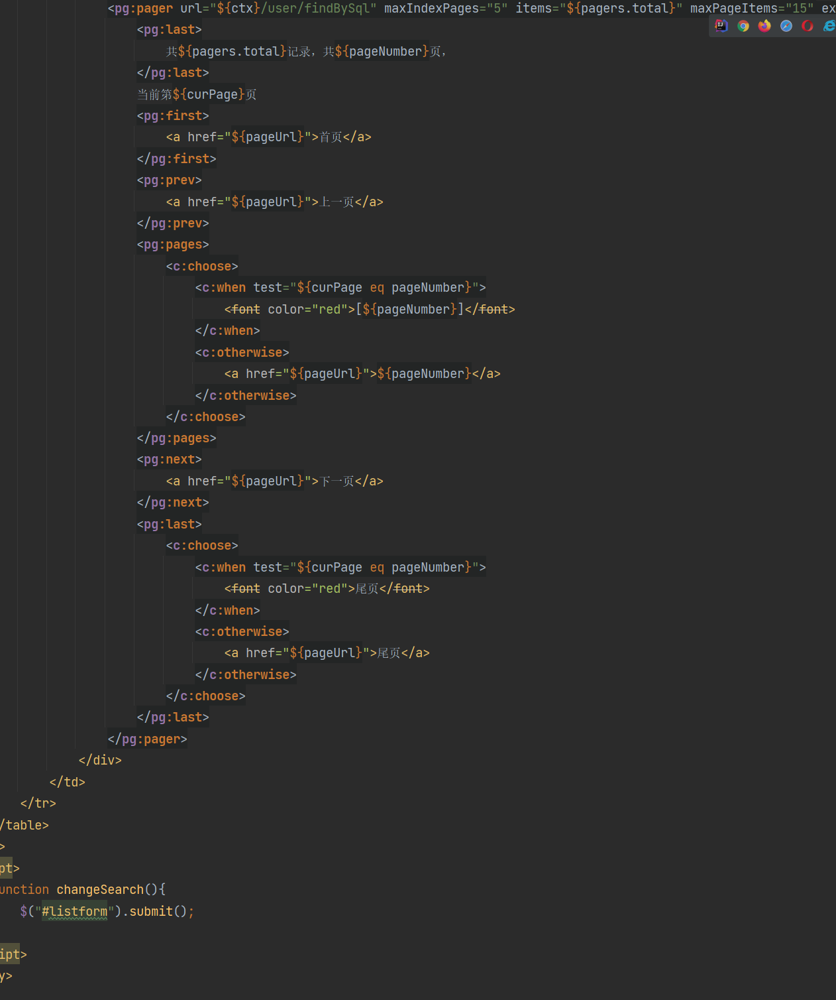 <pg:pager url="${ctx}/user/findBySql" maxIndexPages="5" items="${pagers.total}" maxPageItems="15" ex
<pg:last>
共${pagers.total}记录，共${pageNumber}页，
</pg:last>
当前第${curPage}页
<pg:first>
<a href="${pageUrl}">首页</a>
</pg:first>
<pg:prev>
<a href="${pageUrl}">上一页</a>
</pg:prev>
<pg:pages>
<c:choose>
<c:when test="${curPage eq pageNumber}">
<font color="red">[${pageNumber}]</font>
</c:when>
<c:otherwise>
<a href="${pageUrl}">${pageNumber}</a>
</c:otherwise>
</c:choose>
</pg:pages>
<pg:next>
<a href="${pageUrl}">下一页</a>
</pg:next>
<pg:last>
<c:choose>
<c:when test="${curPage eq pageNumber}">
<font color="red">尾页</font>
</c:when>
<c:otherwise>
<a href="${pageUrl}">尾页</a>
</c:otherwise>
</c:choose>
</pg:last>
</pg:pager>
</div>
</td>
</tr>
/table>
>
pt>
unction changeSearch(){
$("#listform").submit();
ipt>
y>